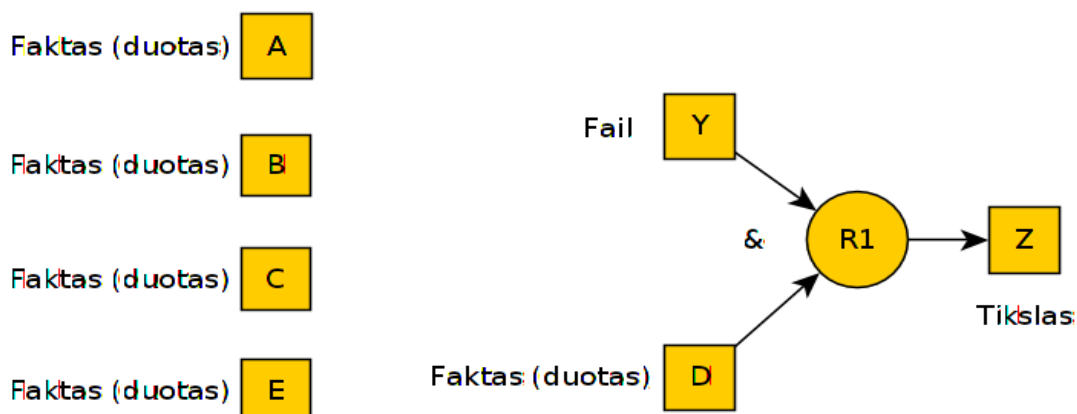 Faktas (duotas) A
Faktas (duotas) B
Faktas (duotas) C
Faktas (duotas) E
Fail Y
& R1 Z
Tikslas
Faktas (duotas) D